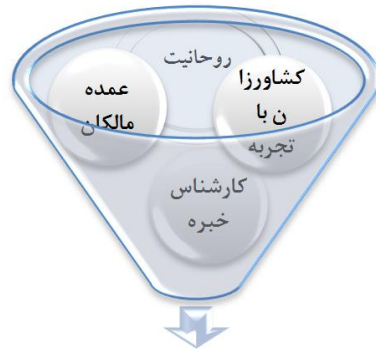 روحانیت
کشاورزا
ن با
تجربه
عمده
مالکان
کارشناس
خبره